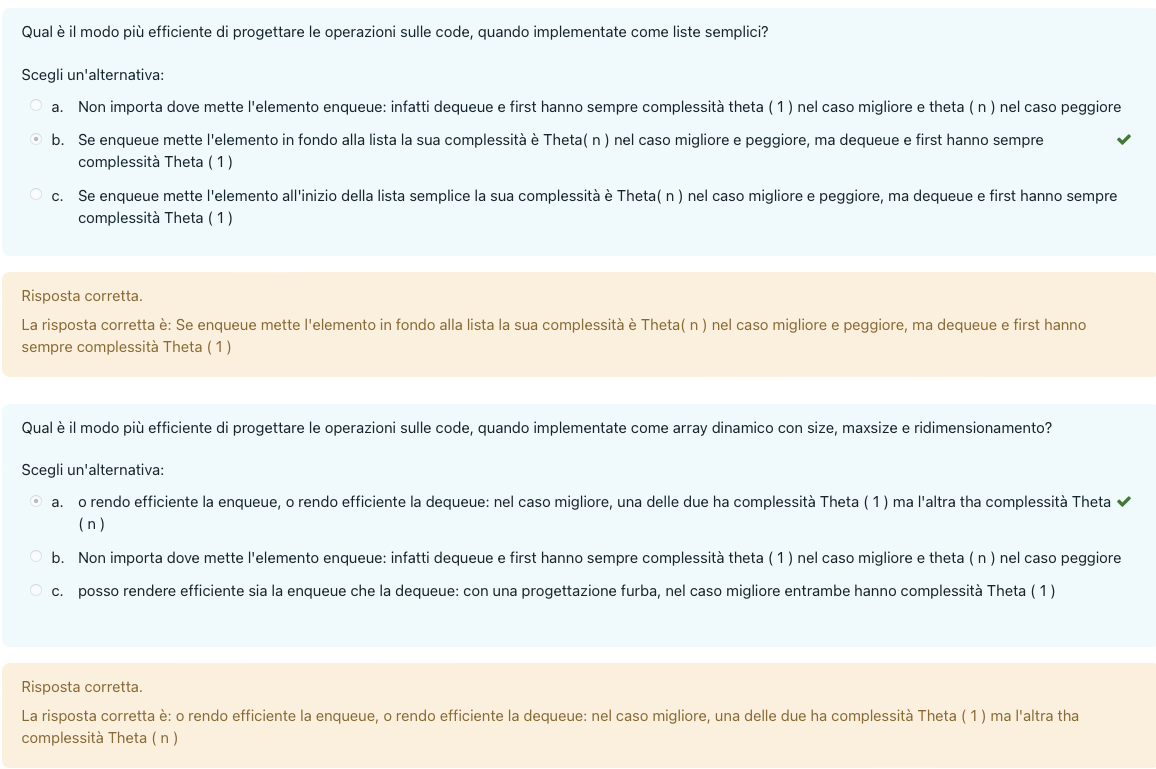 Qual è il modo più efficiente di progettare le operazioni sulle code, quando implementate come liste semplici?
Scegli un'alternativa:
a. Non importa dove mette l'elemento enqueue: infatti dequeue e first hanno sempre complessità theta ( 1 ) nel caso migliore e theta ( n ) nel caso peggiore
b. Se enqueue mette l'elemento in fondo alla lista la sua complessità è Theta( n ) nel caso migliore e peggiore, ma dequeue e first hanno sempre
complessità Theta ( 1 )
c. Se enqueue mette l'elemento all'inizio della lista semplice la sua complessità è Theta( n ) nel caso migliore e peggiore, ma dequeue e first hanno sempre
complessità Theta ( 1 )
Risposta corretta.
La risposta corretta è: Se enqueue mette l'elemento in fondo alla lista la sua complessità è Theta( n ) nel caso migliore e peggiore, ma dequeue e first hanno
sempre complessità Theta ( 1 )
Qual è il modo più efficiente di progettare le operazioni sulle code, quando implementate come array dinamico con size, maxsize e ridimensionamento?
Scegli un'alternativa:
a. o rendo efficiente la enqueue, o rendo efficiente la dequeue: nel caso migliore, una delle due ha complessità Theta ( 1 ) ma l'altra tha complessità Theta
( n )
b. Non importa dove mette l'elemento enqueue: infatti dequeue e first hanno sempre complessità theta ( 1 ) nel caso migliore e theta ( n ) nel caso peggiore
c. posso rendere efficiente sia la enqueue che la dequeue: con una progettazione furba, nel caso migliore entrambe hanno complessità Theta ( 1 )
Risposta corretta.
La risposta corretta è: o rendo efficiente la enqueue, o rendo efficiente la dequeue: nel caso migliore, una delle due ha complessità Theta ( 1 ) ma l'altra tha
complessità Theta ( n )